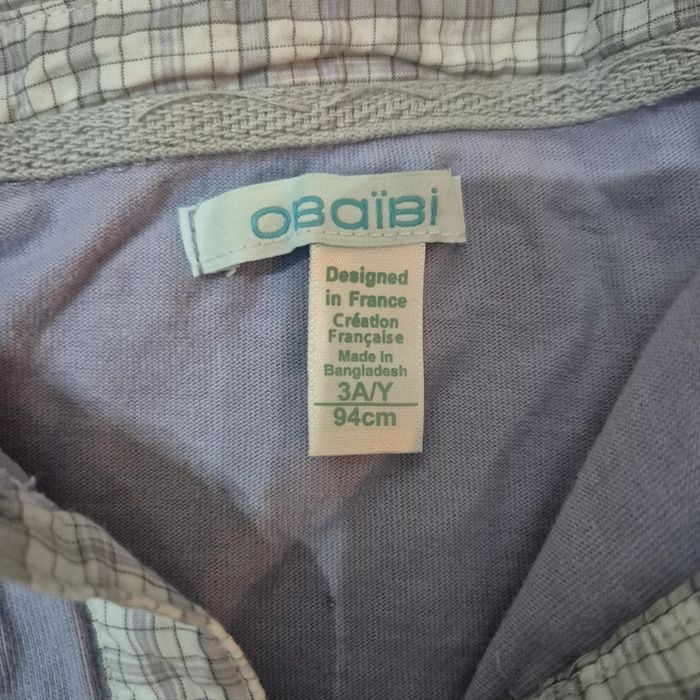 OBaïBi
Designed
in France
Création
Française
Made in
Bangladesh
3A/Y
94cm